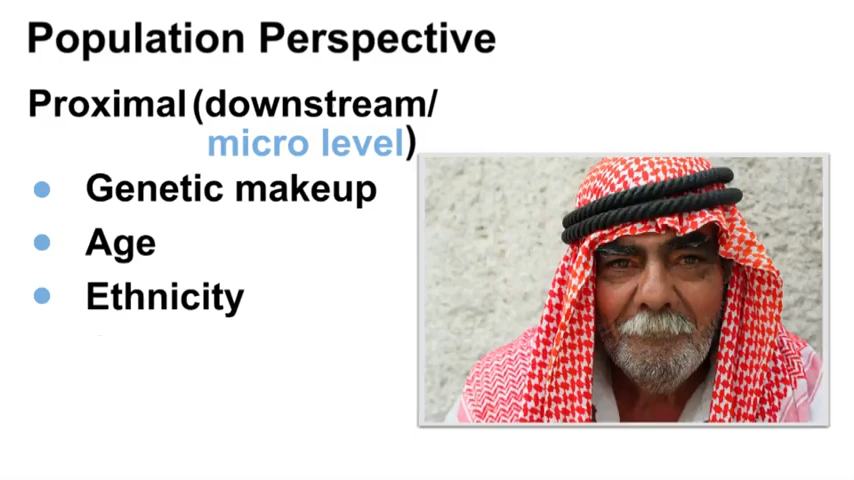 Population Perspective
Proximal (downstream/
micro level)
Genetic makeup
Age
Ethnicity